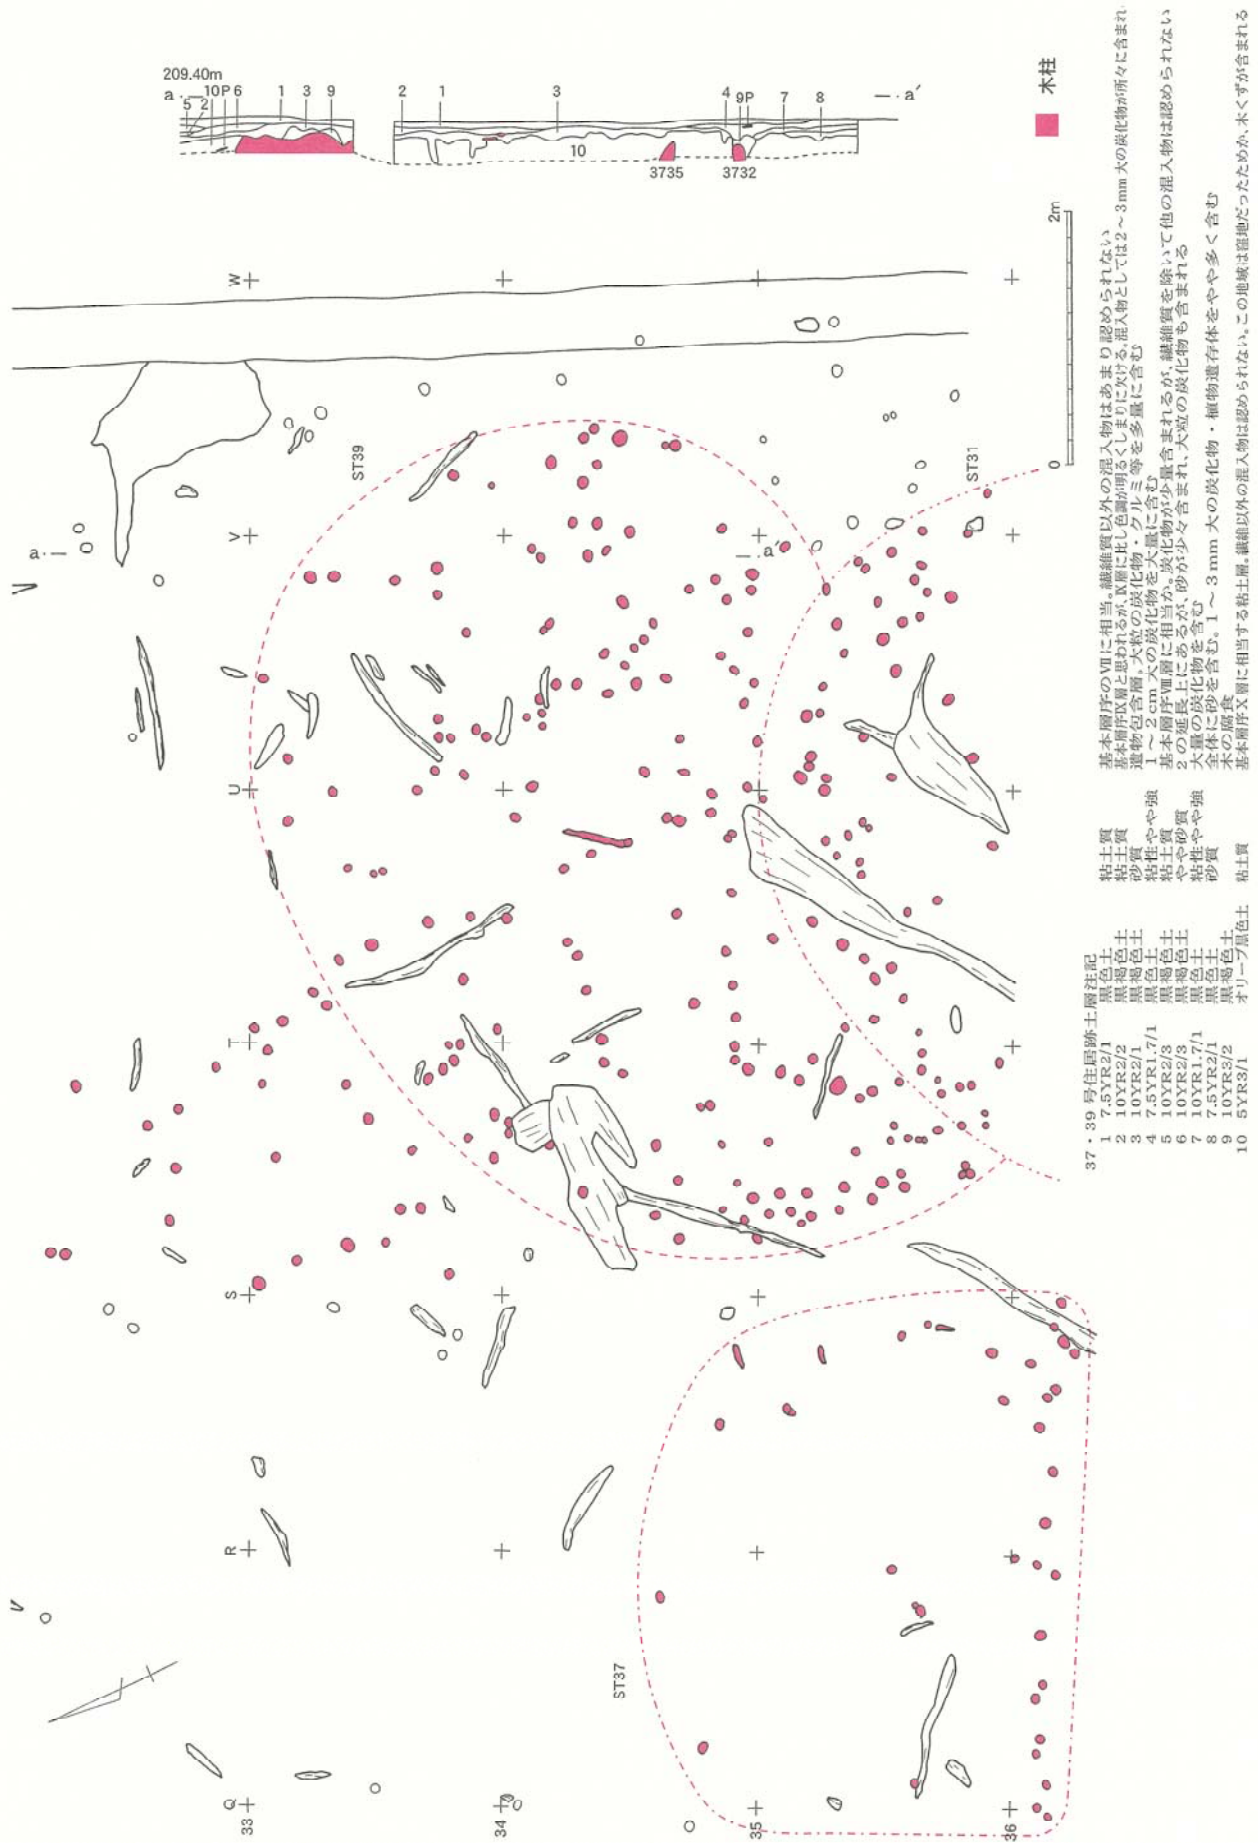 209.40m
a — 10P 6 1 3 9
5 2
2 1 3 4 9P 7 8 — a′
10
3735 3732
木柱
W
2m
0
ST39
ST31
a —
V
— a′
U
T
S
R
ST37
Q
33
34
35
36
37・39号住居跡土層注記
1 7.5YR2/1 黒色土 粘土質 基本層序のⅦに相当。繊維質以外の混入物はあまり認められない
2 10YR2/2 黒褐色土 粘土質 基本層序Ⅸ層と思われるが、Ⅸ層に比し色調が明るくしまりに欠ける。混入物としては2～3mm大の炭化物が所々に含まれ
3 10YR2/1 黒褐色土 砂質 遺物包含層。大粒の炭化物・クルミ等を多量に含む
4 7.5YR1.7/1 黒色土 粘性やや強 1～2cm大の炭化物を大量に含む
5 10YR2/3 黒褐色土 粘土質 基本層序Ⅷ層に相当か。炭化物が少量含まれるが、繊維質を除いて他の混入物は認められない
6 10YR2/3 黒褐色土 やや砂質 2の延長上にあるが、砂が少々含まれ、大粒の炭化物も含まれる
7 10YR1.7/1 黒色土 粘性やや強 大量の炭化物を含む
8 7.5YR2/1 黒色土 砂質 全体に砂を含む。1～3mm大の炭化物・植物遺存体をやや多く含む
9 10YR3/2 黒褐色土 木の腐食
10 5YR3/1 オリーブ黒色土 粘土質 基本層序Ⅹ層に相当する粘土層。繊維以外の混入物は認められない。この地域は窪地だったためか、木くずが含まれる